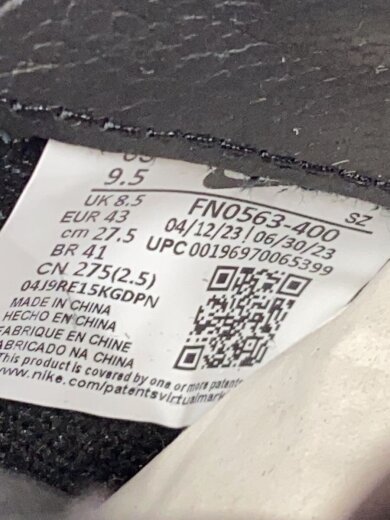 9.5
UK 8.5
EUR 43
cm 27.5
BR 41
CN 275(2.5)
04J9RE15KGDPN
MADE IN CHINA
HECHO EN CHINA
FABRIQUE EN CHINE
FABRICADO NA CHINA
This product is covered by one or more patents
www.nike.com/patentsvirtualmark
FN0563-400 SZ
04/12/23 | 06/30/23
UPC 00196970065399